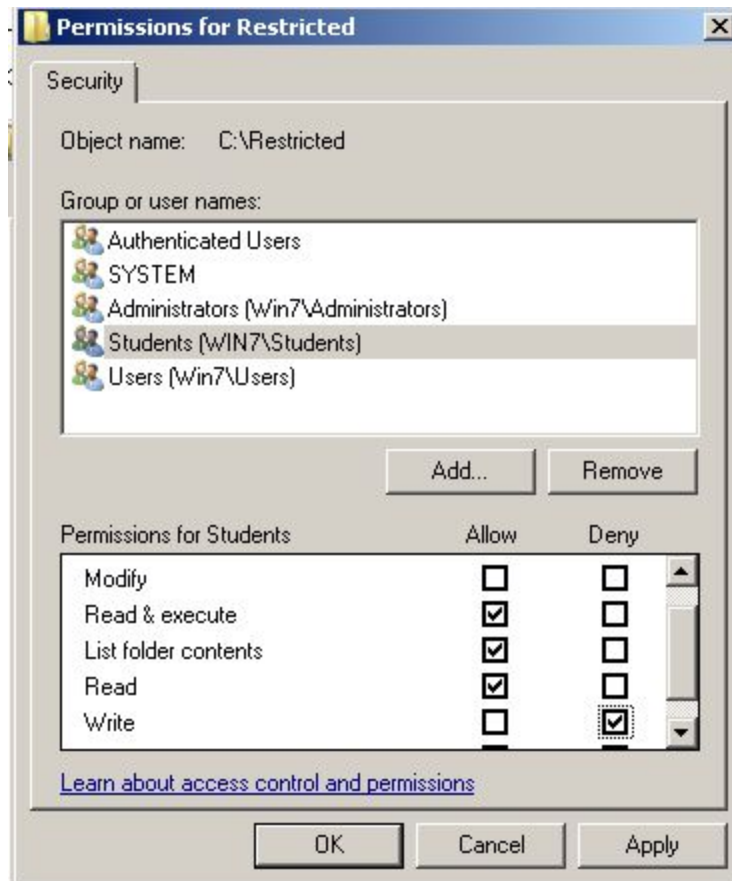 Permissions for Restricted
Security
Object name: C:\Restricted
Group or user names:
Authenticated Users
SYSTEM
Administrators (Win7\Administrators)
Students (WIN7\Students)
Users (Win7\Users)
Add... Remove
Permissions for Students Allow Deny
Modify
Read & execute
List folder contents
Read
Write
Learn about access control and permissions
OK Cancel Apply